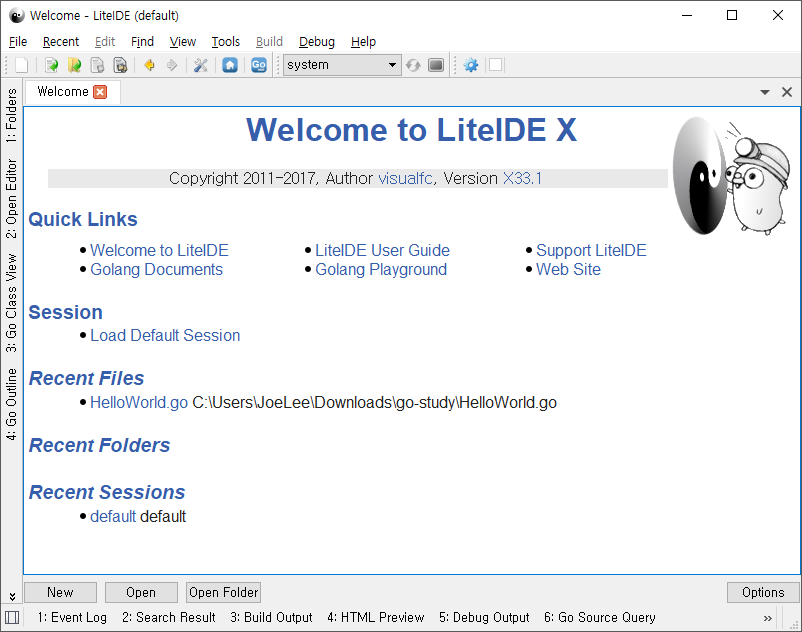 Welcome - LiteIDE (default)
File Recent Edit Find View Tools Build Debug Help
Go system
Welcome
1: Folders
2: Open Editor
3: Go Class View
4: Go Outline
Welcome to LiteIDE X
Copyright 2011-2017, Author visualfc, Version X33.1
Quick Links
• Welcome to LiteIDE • LiteIDE User Guide • Support LiteIDE
• Golang Documents • Golang Playground • Web Site
Session
• Load Default Session
Recent Files
• HelloWorld.go C:\Users\JoeLee\Downloads\go-study\HelloWorld.go
Recent Folders
Recent Sessions
• default default
New Open Open Folder Options
1: Event Log 2: Search Result 3: Build Output 4: HTML Preview 5: Debug Output 6: Go Source Query »